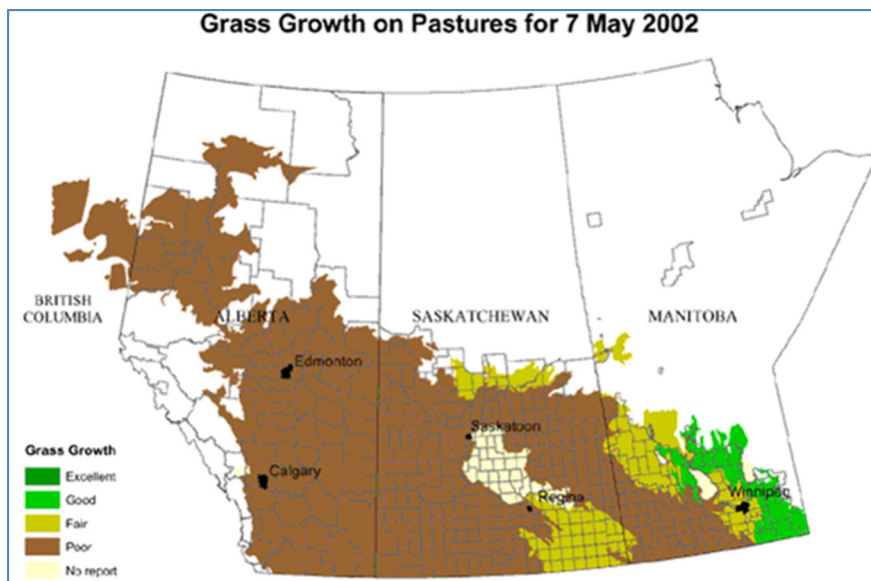 Grass Growth on Pastures for 7 May 2002
BRITISH
COLUMBIA
ALBERTA
SASKATCHEWAN
MANITOBA
Edmonton
Saskatoon
Calgary
Regina
Winnipeg
Grass Growth
Excellent
Good
Fair
Poor
No report